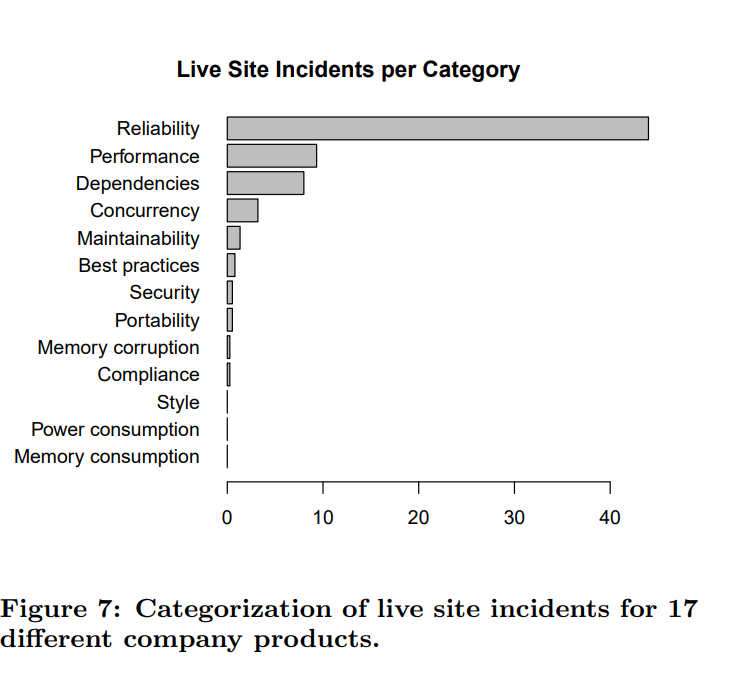 Live Site Incidents per Category
Reliability
Performance
Dependencies
Concurrency
Maintainability
Best practices
Security
Portability
Memory corruption
Compliance
Style
Power consumption
Memory consumption
0 10 20 30 40
Figure 7: Categorization of live site incidents for 17
different company products.